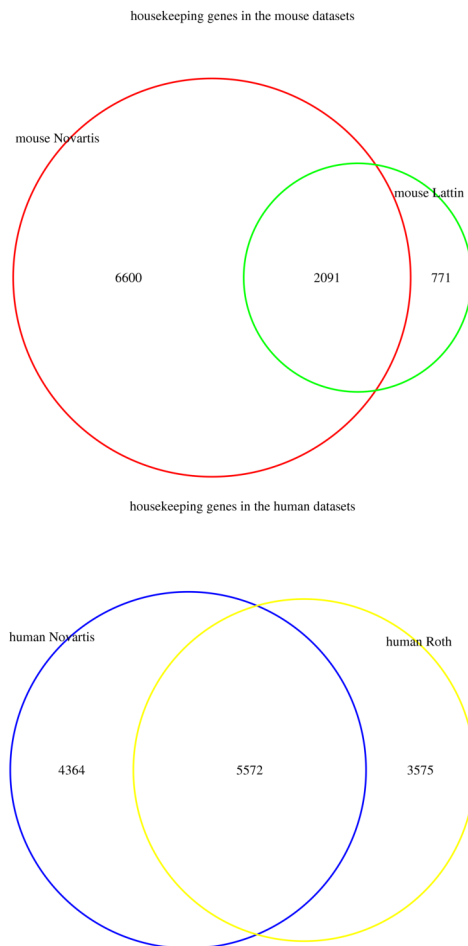 housekeeping genes in the mouse datasets
mouse Novartis
mouse Lattin
6600
2091
771
housekeeping genes in the human datasets
human Novartis
human Roth
4364
5572
3575